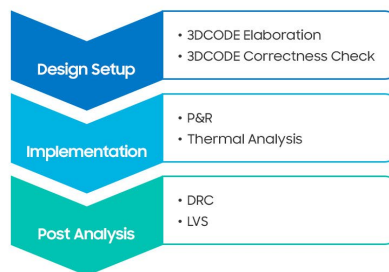 Design Setup
• 3DCODE Elaboration
• 3DCODE Correctness Check
Implementation
• P&R
• Thermal Analysis
Post Analysis
• DRC
• LVS